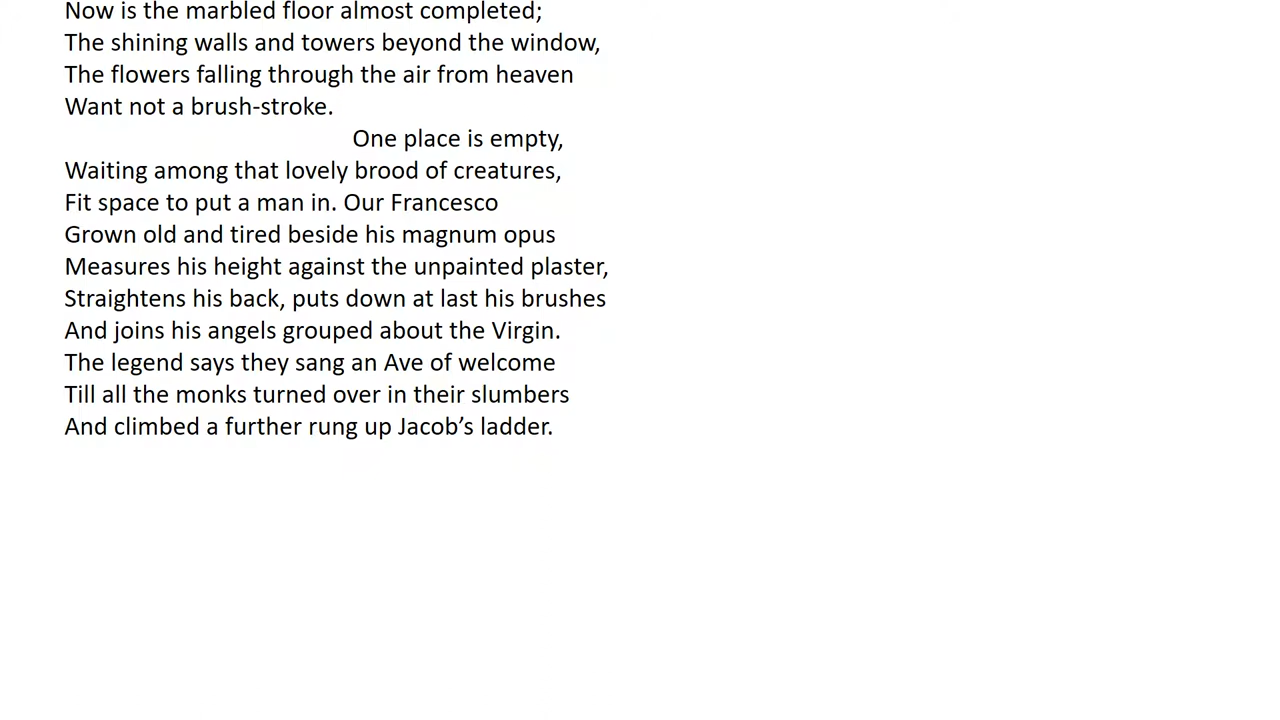 Now is the marbled floor almost completed;
The shining walls and towers beyond the window,
The flowers falling through the air from heaven
Want not a brush-stroke.
One place is empty,
Waiting among that lovely brood of creatures,
Fit space to put a man in. Our Francesco
Grown old and tired beside his magnum opus
Measures his height against the unpainted plaster,
Straightens his back, puts down at last his brushes
And joins his angels grouped about the Virgin.
The legend says they sang an Ave of welcome
Till all the monks turned over in their slumbers
And climbed a further rung up Jacob’s ladder.